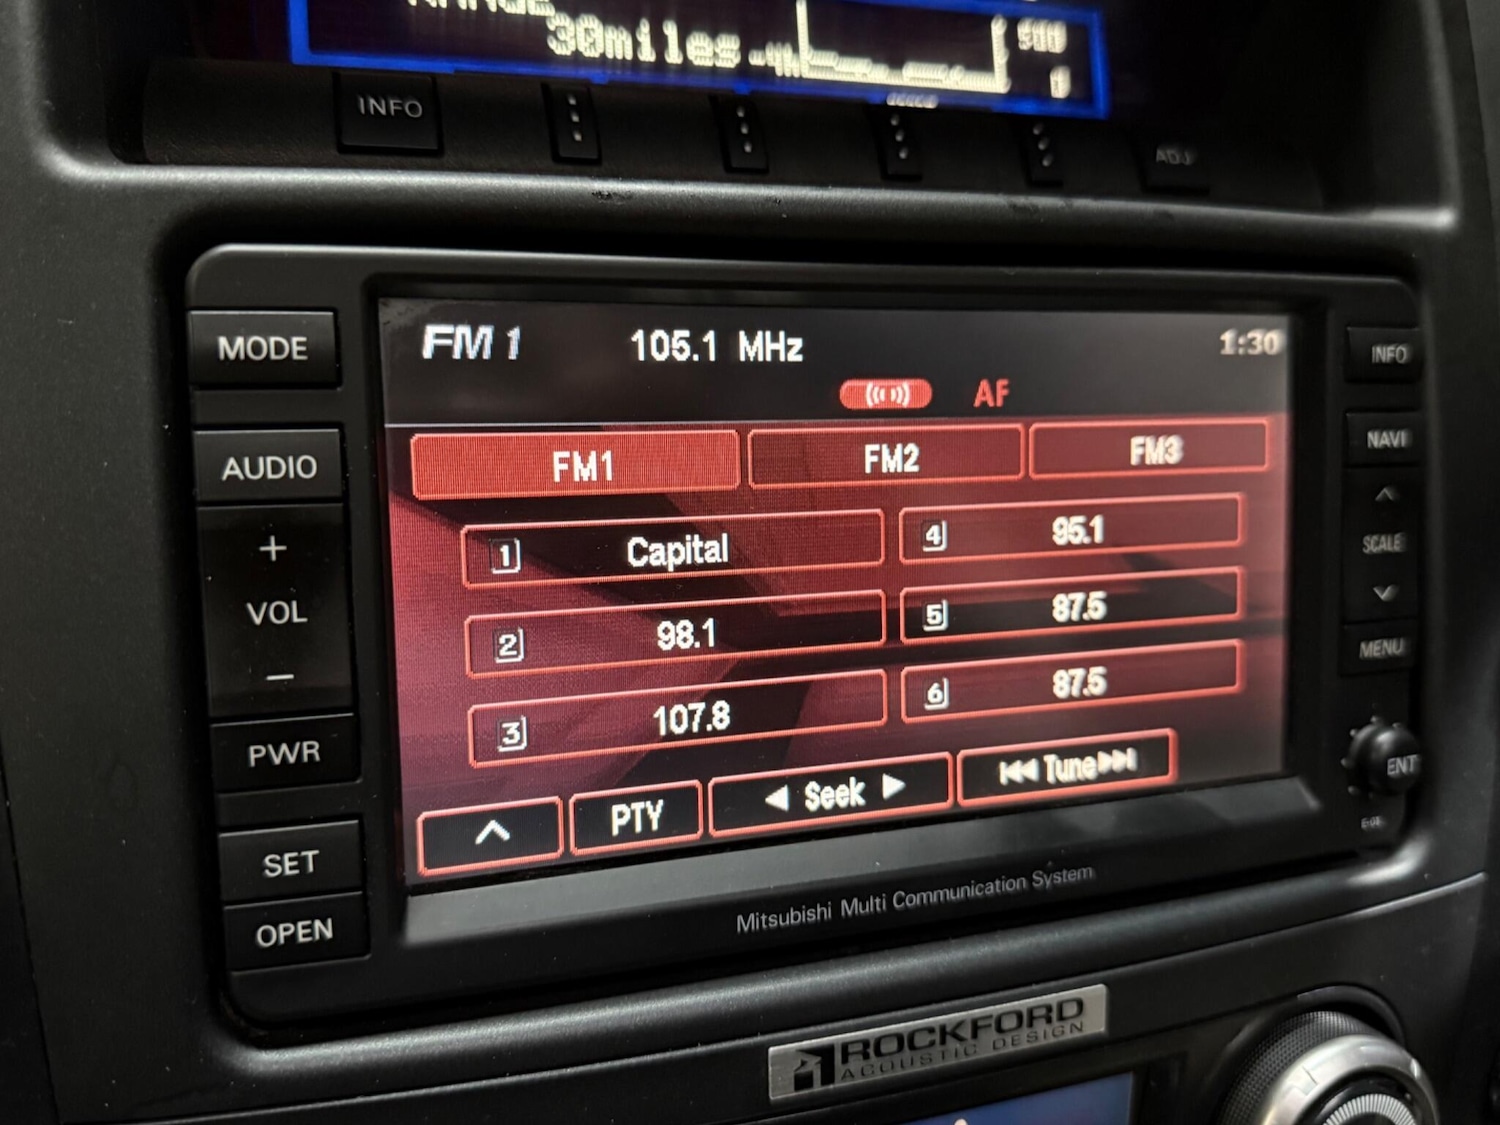 RANGE
30miles
INFO
ADJ
MODE
AUDIO
+
VOL
−
PWR
SET
OPEN
FM 1 105.1 MHz 1:30
AF
FM1 FM2 FM3
1 Capital
4 95.1
2 98.1
5 87.5
3 107.8
6 87.5
PTY Seek Tune
INFO
NAVI
SCALE
MENU
ENT
Mitsubishi Multi Communication System
ROCKFORD
ACOUSTIC DESIGN